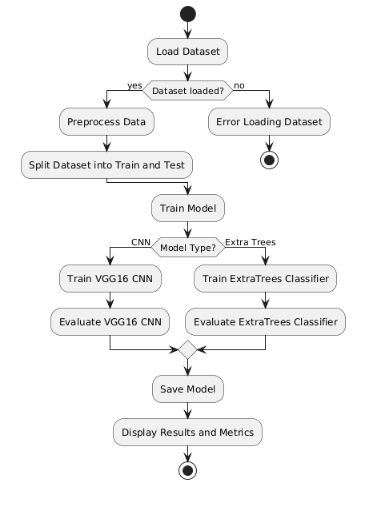 Load Dataset
yes
Dataset loaded?
no
Preprocess Data
Error Loading Dataset
Split Dataset into Train and Test
Train Model
CNN
Model Type?
Extra Trees
Train VGG16 CNN
Train ExtraTrees Classifier
Evaluate VGG16 CNN
Evaluate ExtraTrees Classifier
Save Model
Display Results and Metrics